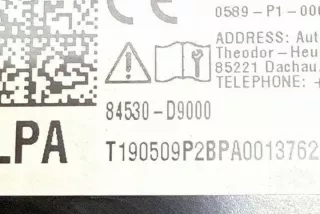 0589-P1-000
ADDRESS: Aut
Theodor-Heu
85221 Dachau,
TELEPHONE: +
84530-D9000
LPA
T190509P2BPA0013762